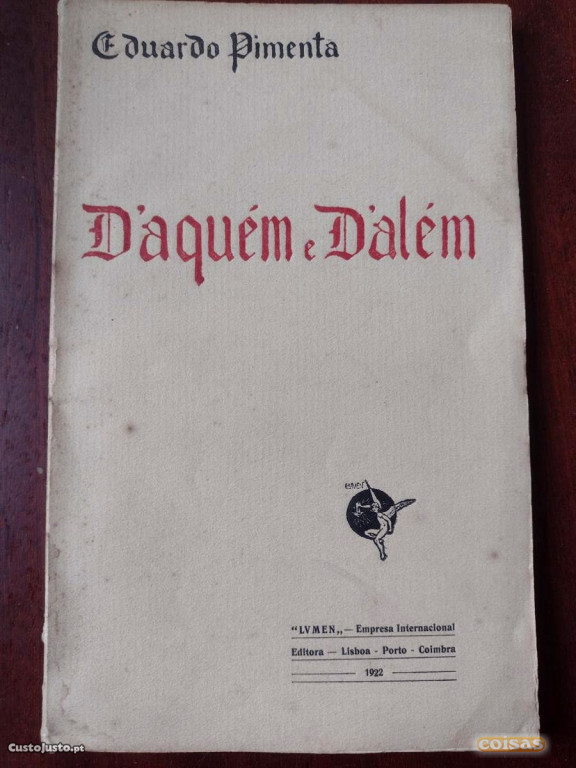 Eduardo Pimenta
D'aquém e D'além
"LVMEN„ — Empresa Internacional
Editora — Lisboa - Porto - Coimbra
1922
CustoJusto.pt
coisas